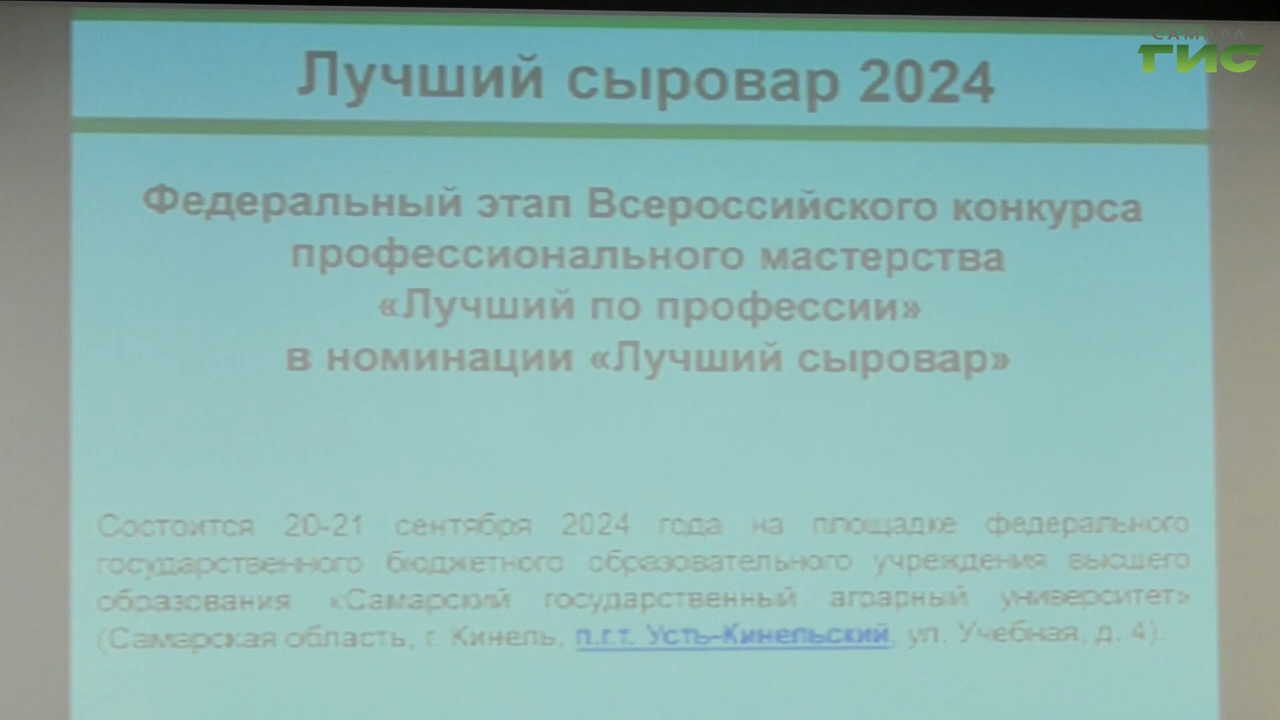 САМАРА
ГИС
Лучший сыровар 2024
Федеральный этап Всероссийского конкурса
профессионального мастерства
«Лучший по профессии»
в номинации «Лучший сыровар»
Состоится 20-21 сентября 2024 года на площадке федерального
государственного бюджетного образовательного учреждения высшего
образования «Самарский государственный аграрный университет»
(Самарская область, г. Кинель, п.г.т. Усть-Кинельский, ул. Учебная, д. 4).